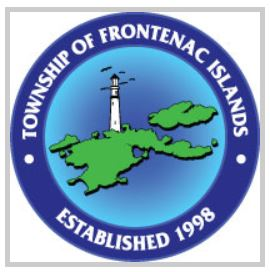 TOWNSHIP OF FRONTENAC ISLANDS
ESTABLISHED 1998